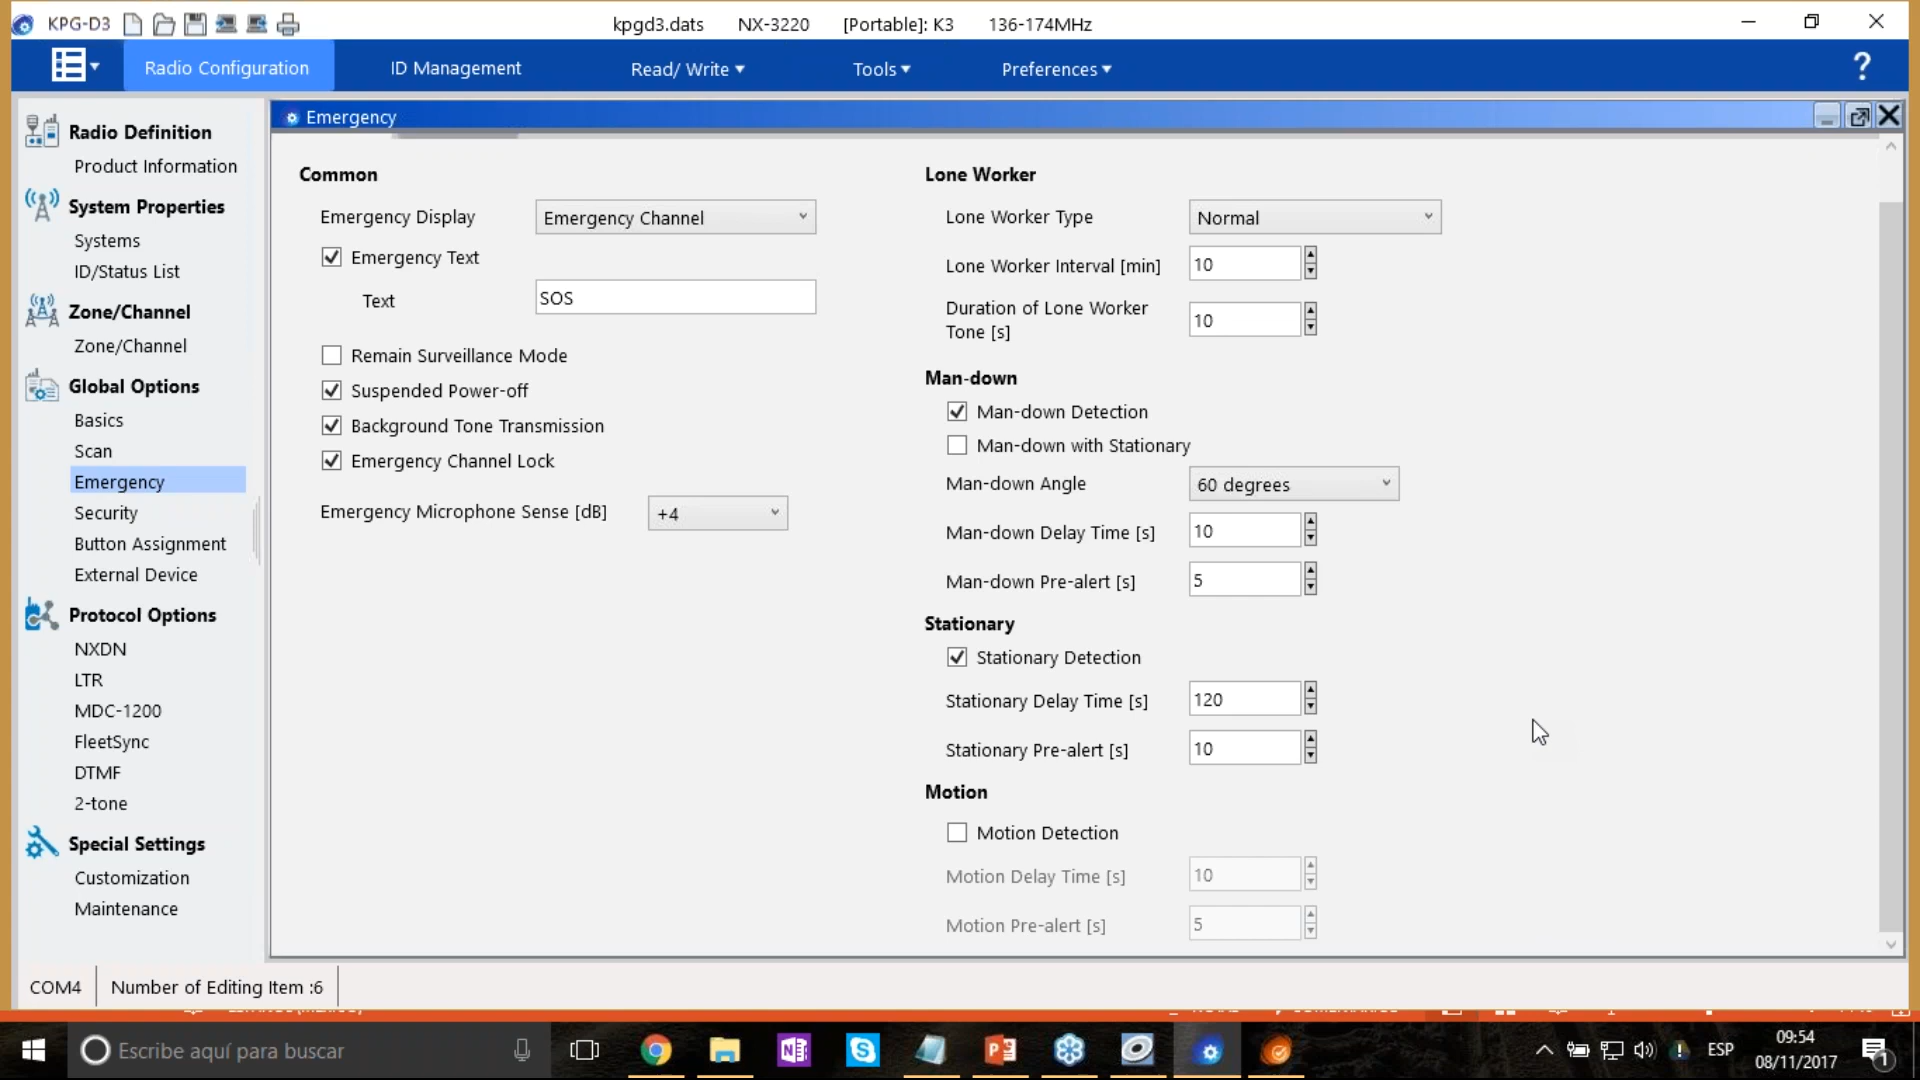 KPG-D3
kpgd3.dats NX-3220 [Portable]: K3 136-174MHz
Radio Configuration ID Management Read/ Write Tools Preferences ?
Radio Definition
Product Information
System Properties
Systems
ID/Status List
Zone/Channel
Zone/Channel
Global Options
Basics
Scan
Emergency
Security
Button Assignment
External Device
Protocol Options
NXDN
LTR
MDC-1200
FleetSync
DTMF
2-tone
Special Settings
Customization
Maintenance
Emergency
Common
Emergency Display Emergency Channel
Emergency Text
Text SOS
Remain Surveillance Mode
Suspended Power-off
Background Tone Transmission
Emergency Channel Lock
Emergency Microphone Sense [dB] +4
Lone Worker
Lone Worker Type Normal
Lone Worker Interval [min] 10
Duration of Lone Worker
Tone [s] 10
Man-down
Man-down Detection
Man-down with Stationary
Man-down Angle 60 degrees
Man-down Delay Time [s] 10
Man-down Pre-alert [s] 5
Stationary
Stationary Detection
Stationary Delay Time [s] 120
Stationary Pre-alert [s] 10
Motion
Motion Detection
Motion Delay Time [s] 10
Motion Pre-alert [s] 5
COM4 Number of Editing Item :6
Escribe aquí para buscar
ESP
09:54
08/11/2017
1